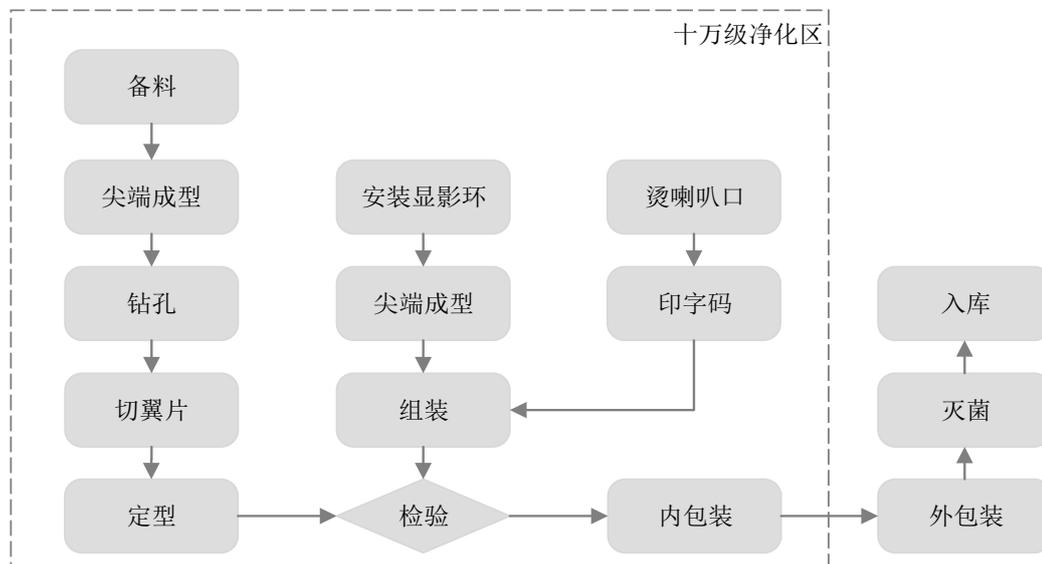 十万级净化区
备料
尖端成型
安装显影环
烫喇叭口
钻孔
尖端成型
印字码
入库
切翼片
组装
灭菌
定型
检验
内包装
外包装